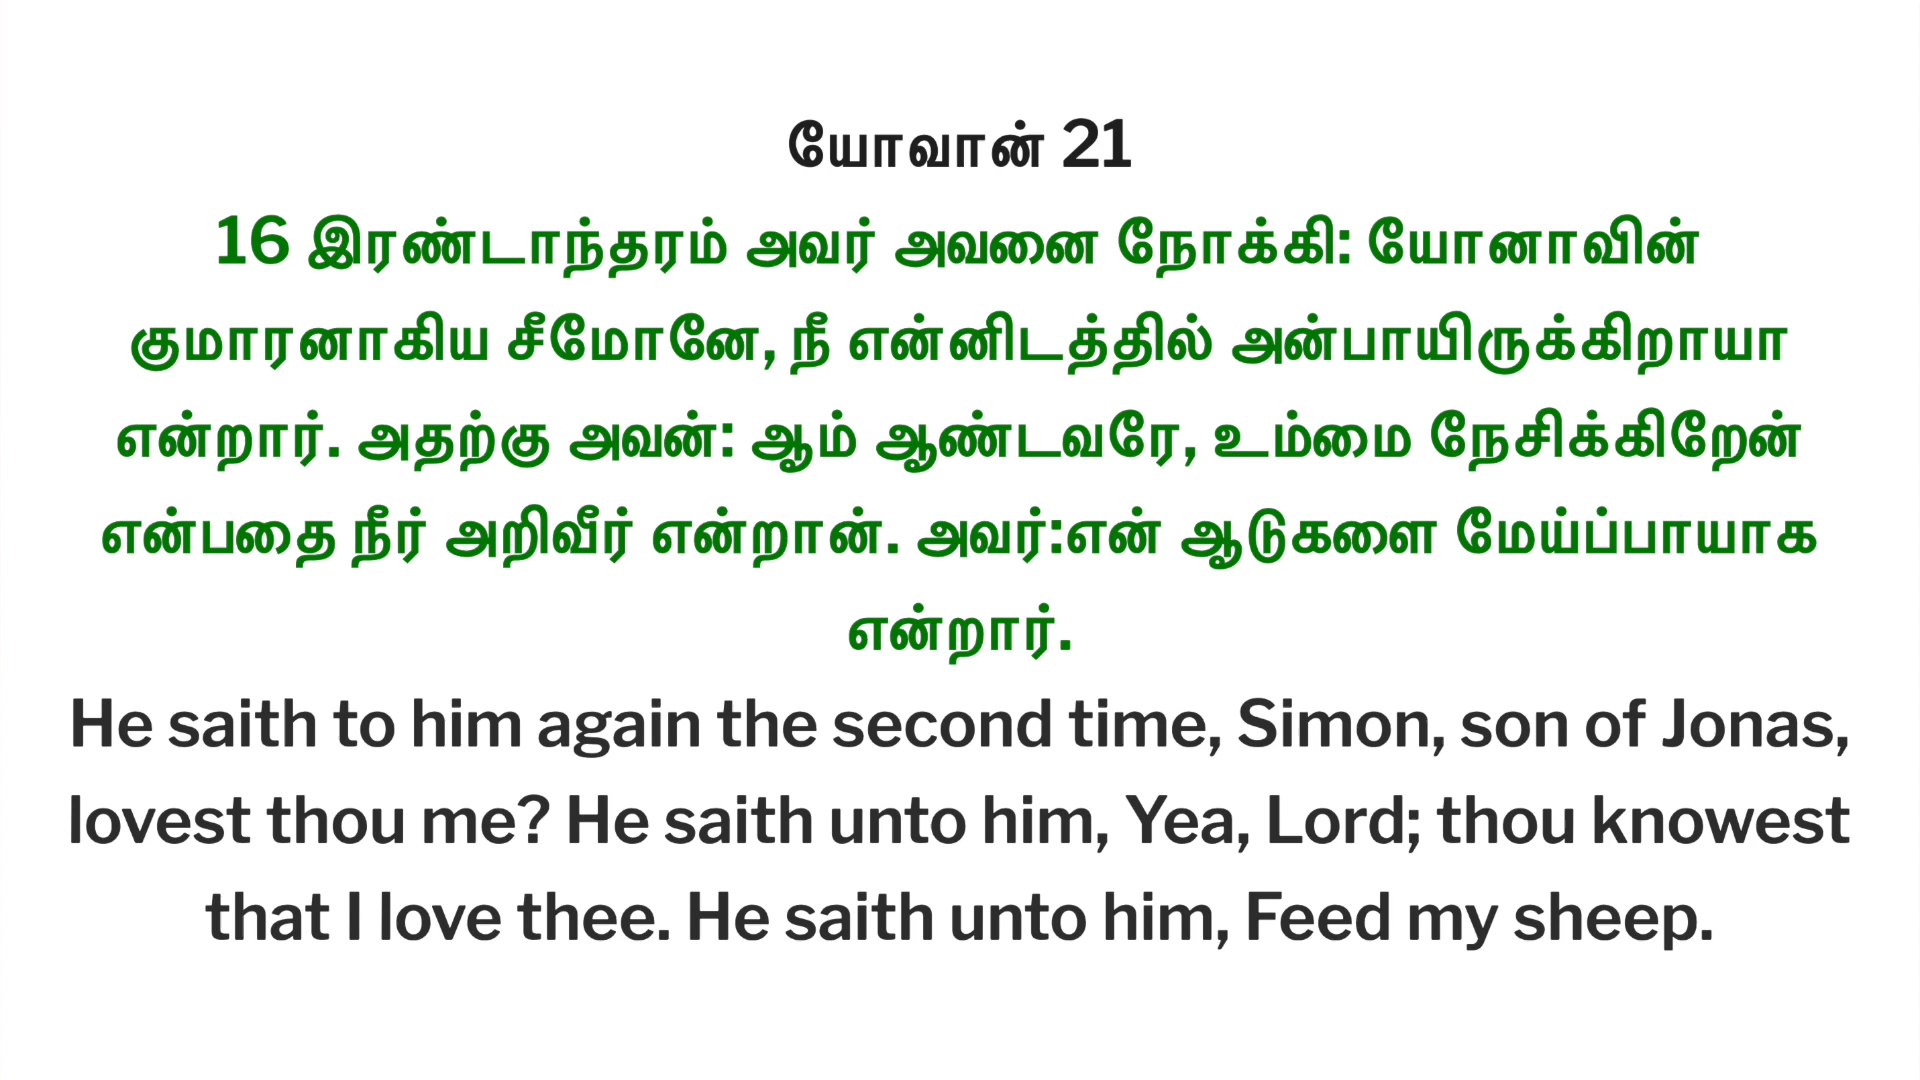 யோவான் 21
16 இரண்டாந்தரம் அவர் அவனை நோக்கி: யோனாவின்
குமாரனாகிய சீமோனே, நீ என்னிடத்தில் அன்பாயிருக்கிறாயா
என்றார். அதற்கு அவன்: ஆம் ஆண்டவரே, உம்மை நேசிக்கிறேன்
என்பதை நீர் அறிவீர் என்றான். அவர்:என் ஆடுகளை மேய்ப்பாயாக
என்றார்.
He saith to him again the second time, Simon, son of Jonas,
lovest thou me? He saith unto him, Yea, Lord; thou knowest
that I love thee. He saith unto him, Feed my sheep.